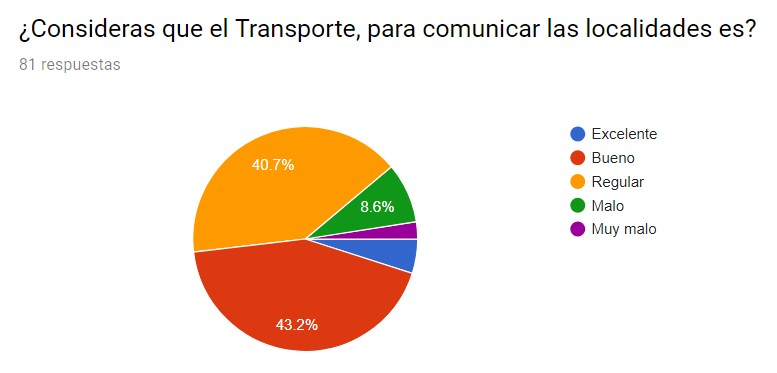 ¿Consideras que el Transporte, para comunicar las localidades es?
81 respuestas
40.7%
8.6%
43.2%
Excelente
Bueno
Regular
Malo
Muy malo